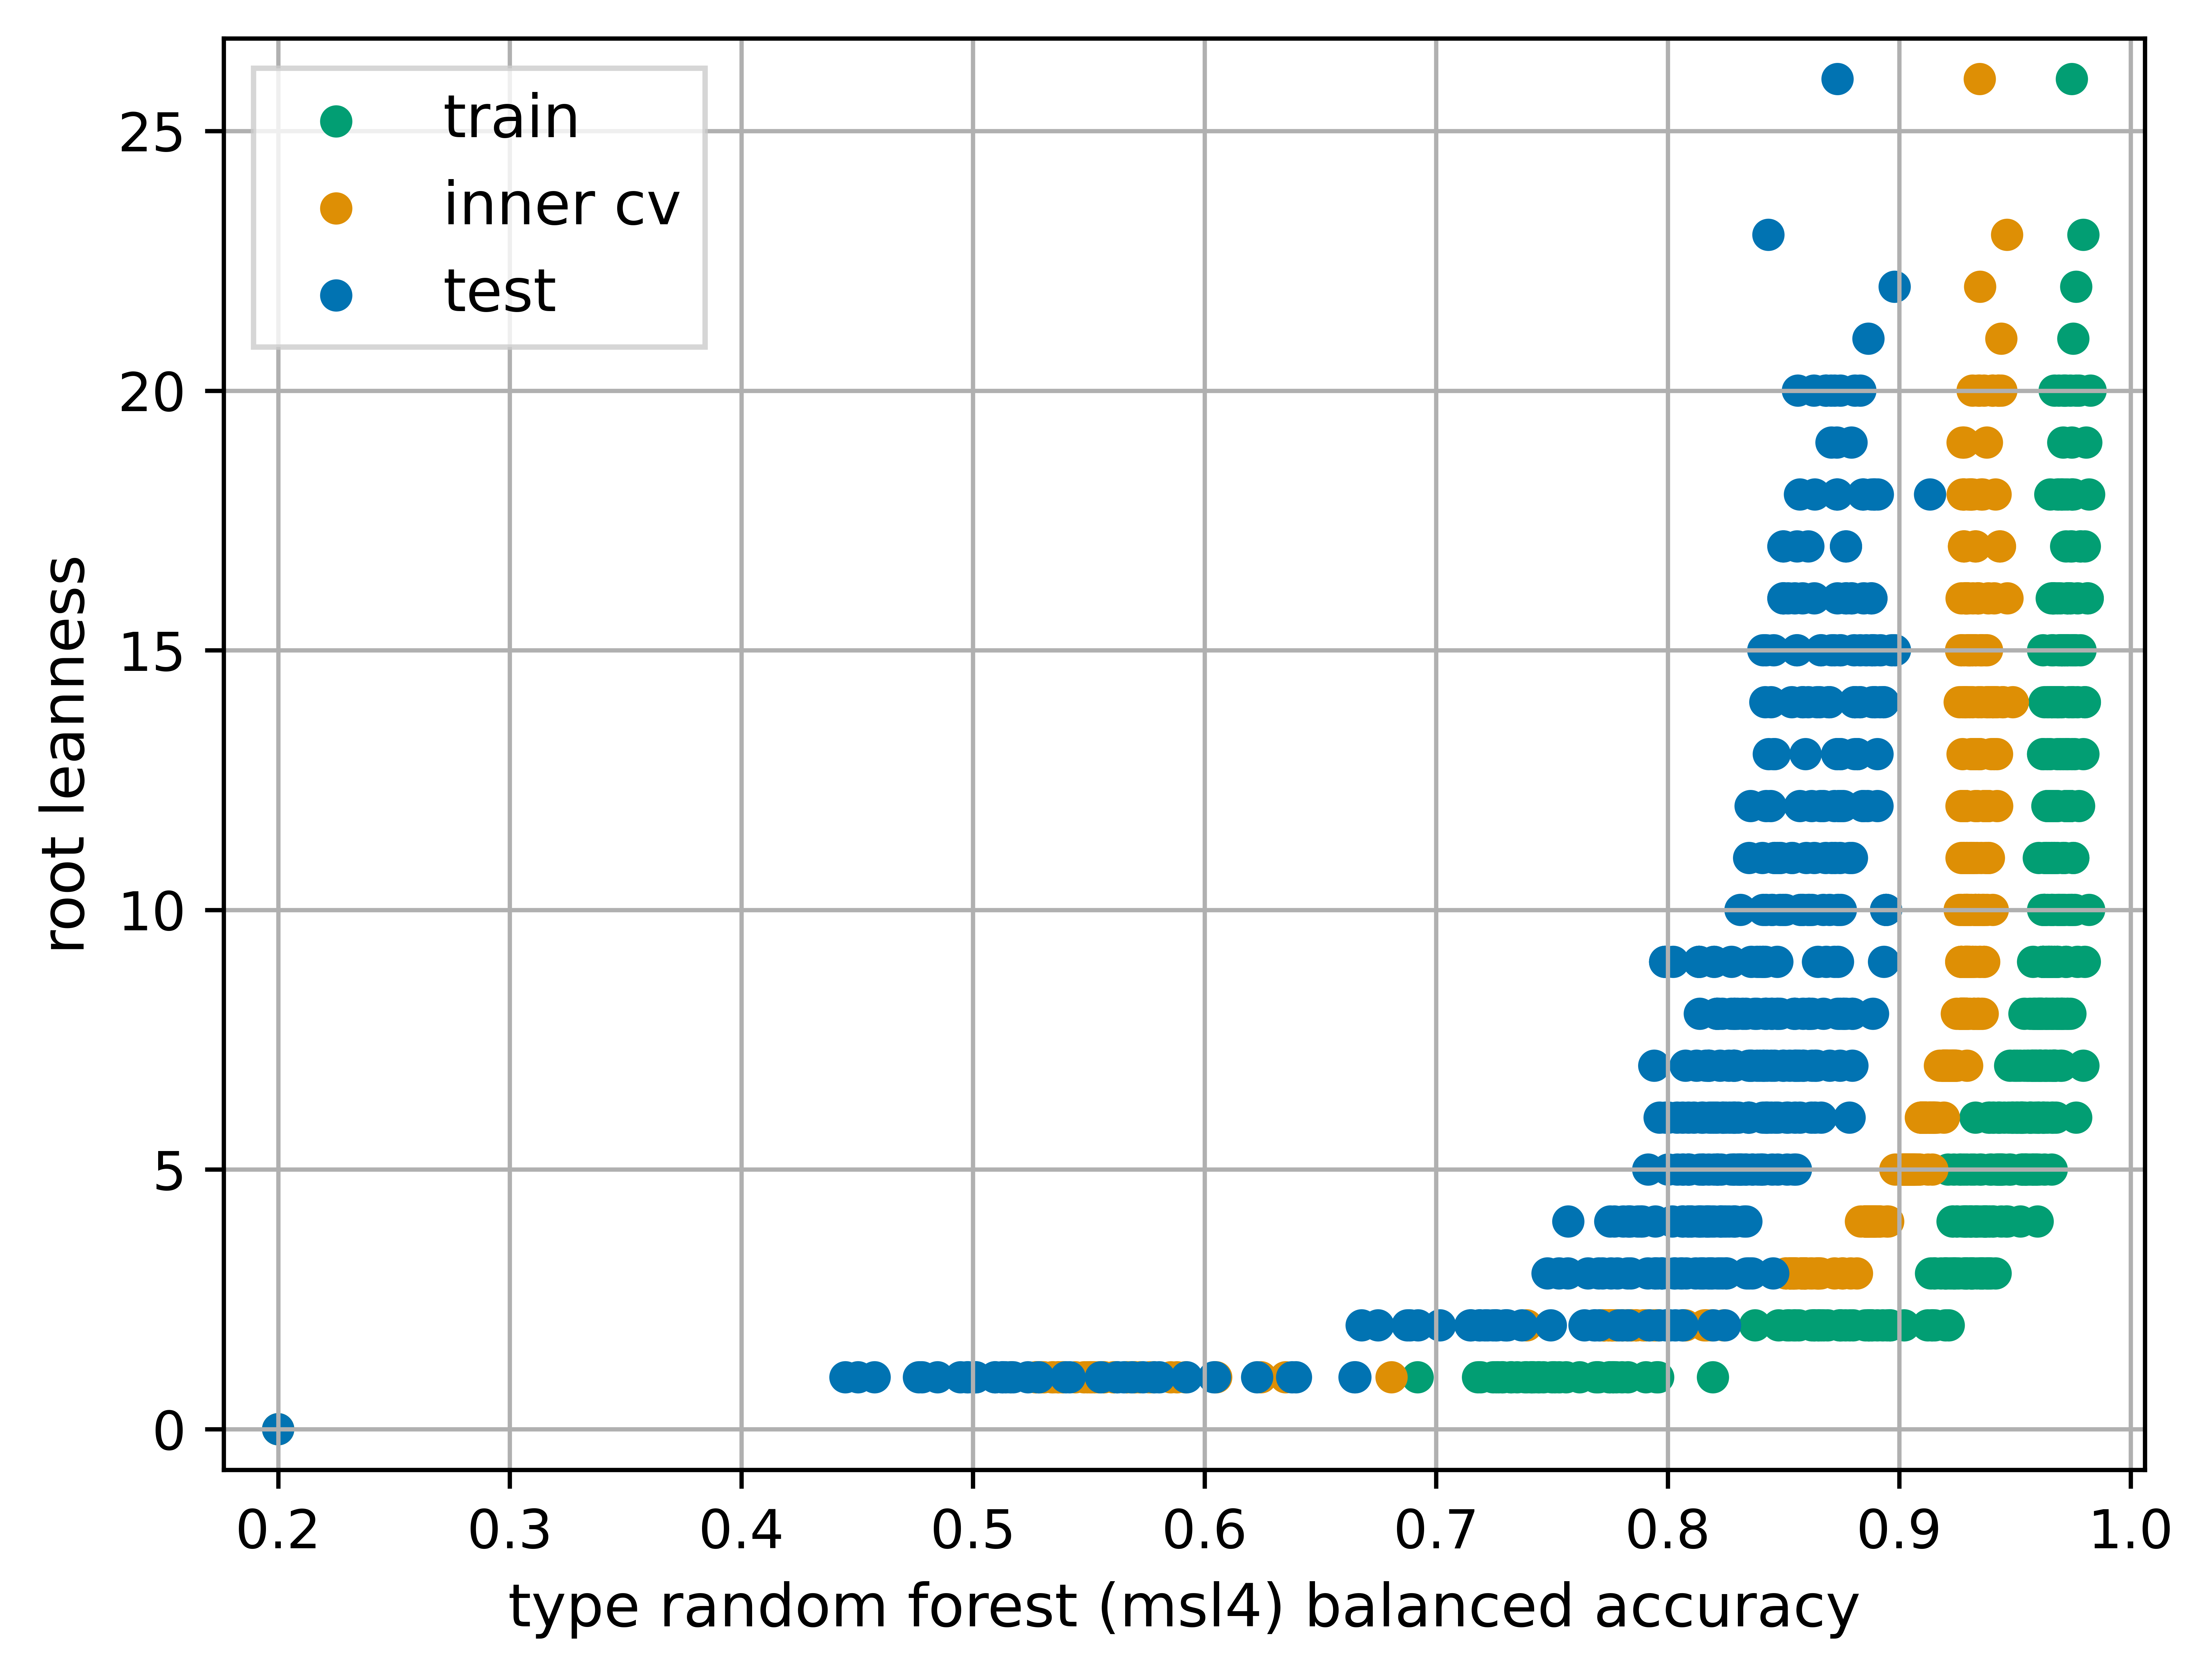 train
inner cv
test
root leanness
25
20
15
10
5
0
0.2 0.3 0.4 0.5 0.6 0.7 0.8 0.9 1.0
type random forest (msl4) balanced accuracy